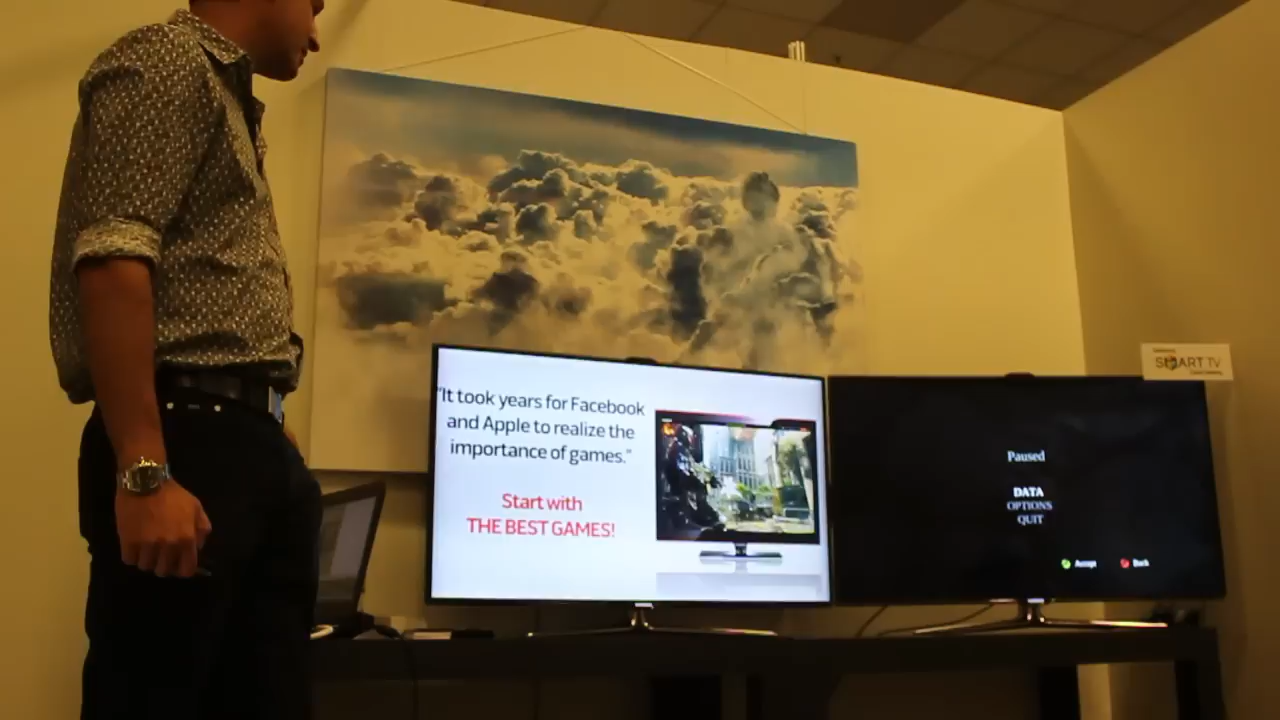 "It took years for Facebook
and Apple to realize the
importance of games."
Start with
THE BEST GAMES!
Paused
DATA
OPTIONS
QUIT
Accept
Back
SMART TV